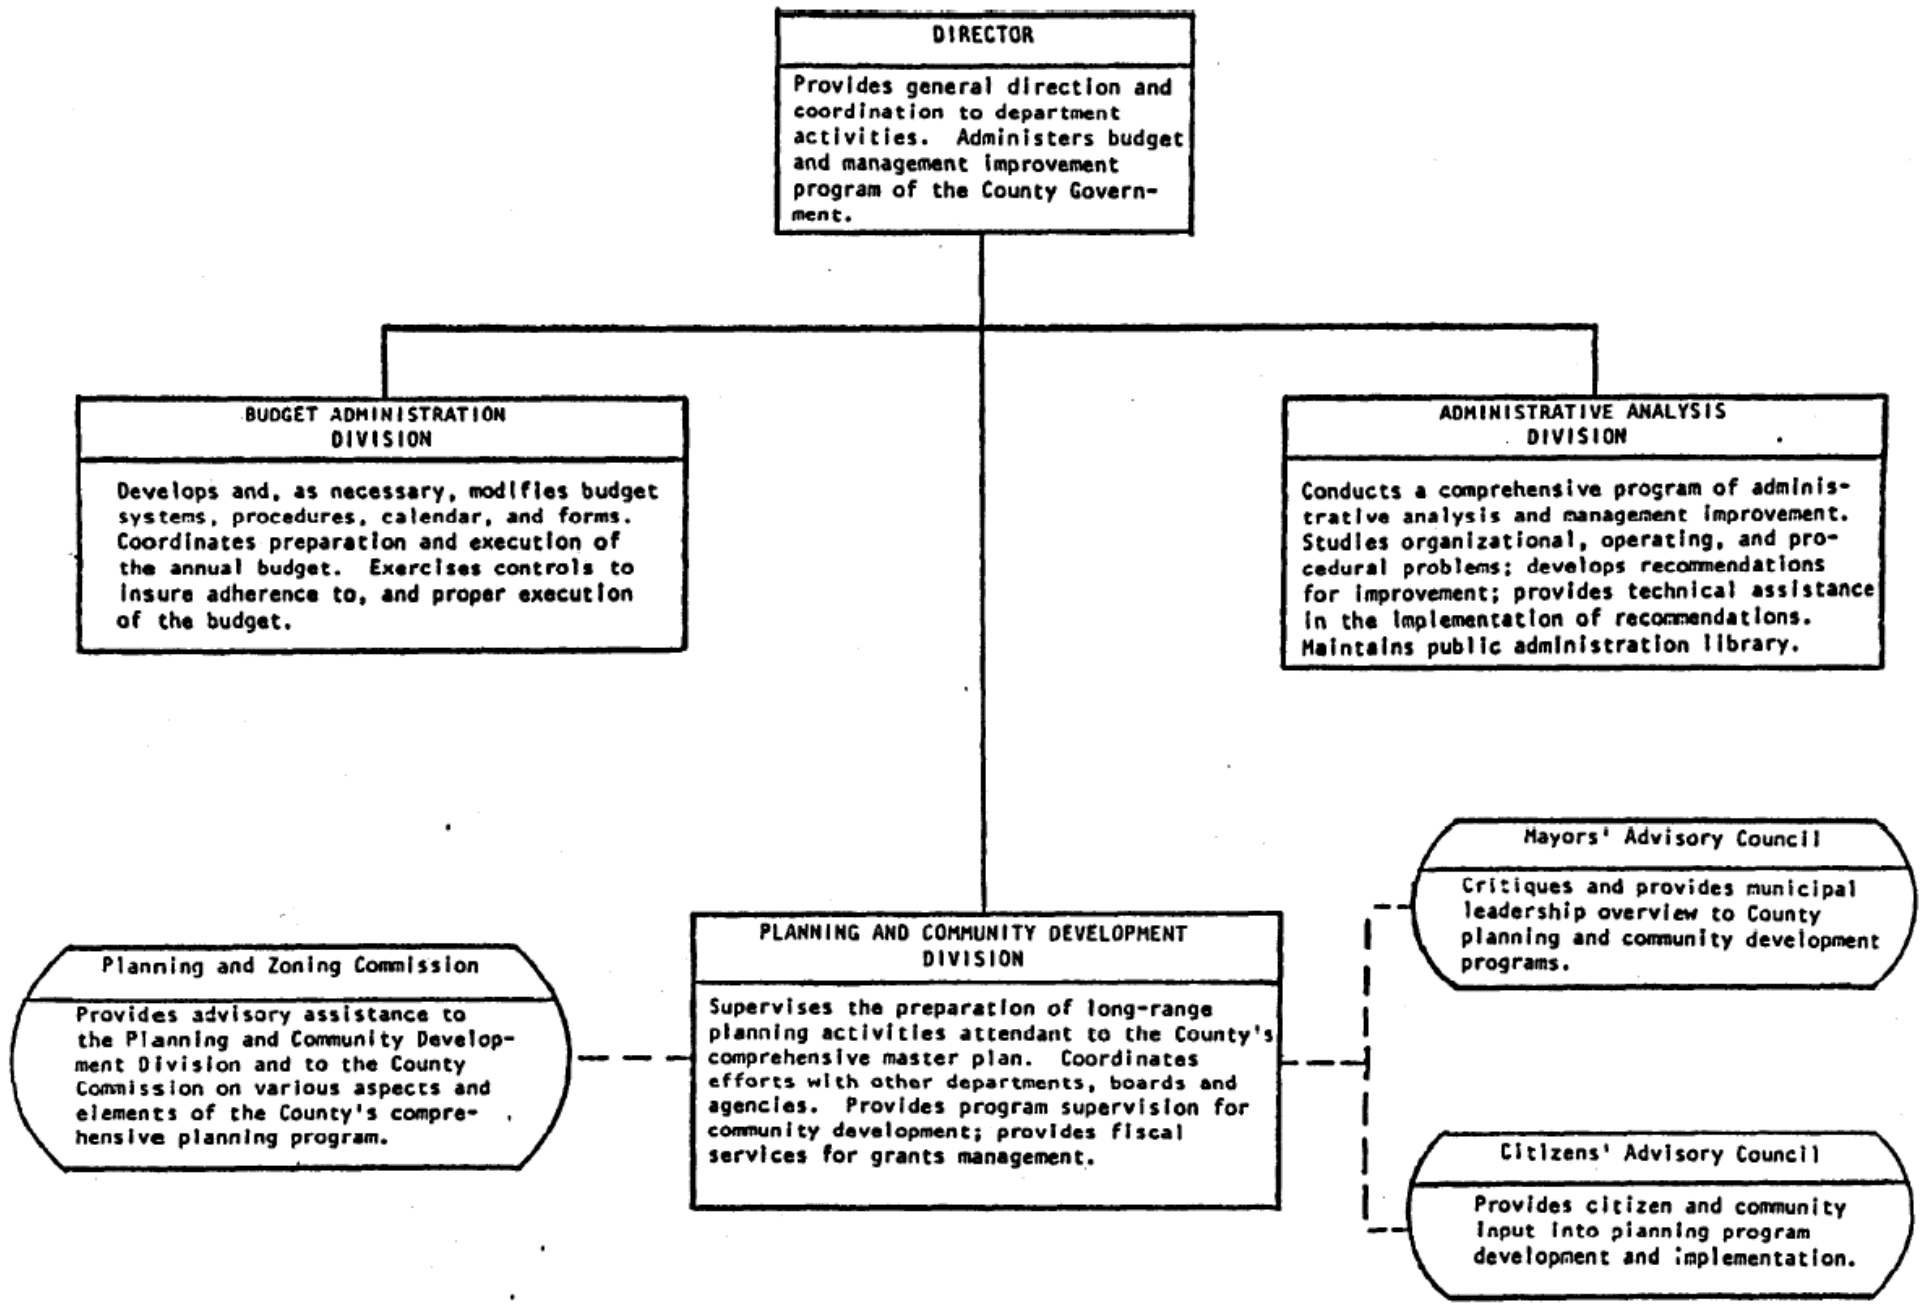 DIRECTOR
Provides general direction and
coordination to department
activities. Administers budget
and management improvement
program of the County Govern-
ment.
BUDGET ADMINISTRATION
DIVISION
Develops and, as necessary, modifies budget
systems, procedures, calendar, and forms.
Coordinates preparation and execution of
the annual budget. Exercises controls to
insure adherence to, and proper execution
of the budget.
ADMINISTRATIVE ANALYSIS
DIVISION
Conducts a comprehensive program of adminis-
trative analysis and management improvement.
Studies organizational, operating, and pro-
cedural problems; develops recommendations
for improvement; provides technical assistance
in the implementation of recommendations.
Maintains public administration library.
Planning and Zoning Commission
Provides advisory assistance to
the Planning and Community Develop-
ment Division and to the County
Commission on various aspects and
elements of the County's compre-
hensive planning program.
PLANNING AND COMMUNITY DEVELOPMENT
DIVISION
Supervises the preparation of long-range
planning activities attendant to the County's
comprehensive master plan. Coordinates
efforts with other departments, boards and
agencies. Provides program supervision for
community development; provides fiscal
services for grants management.
Mayors' Advisory Council
Critiques and provides municipal
leadership overview to County
planning and community development
programs.
Citizens' Advisory Council
Provides citizen and community
input into planning program
development and implementation.